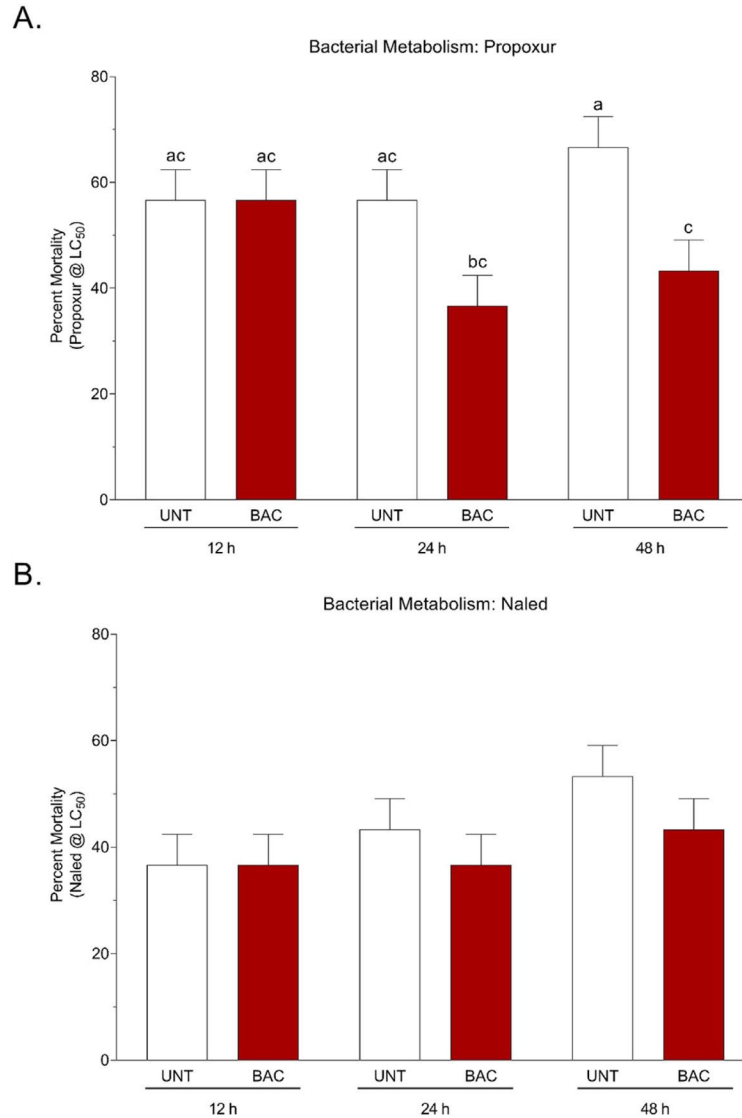 A.
Bacterial Metabolism: Propoxur
Percent Mortality
(Propoxur @ LC50)
80
60
40
20
0
ac
ac
ac
bc
a
c
UNT BAC UNT BAC UNT BAC
12 h 24 h 48 h
B.
Bacterial Metabolism: Naled
Percent Mortality
(Naled @ LC50)
80
60
40
20
0
UNT BAC UNT BAC UNT BAC
12 h 24 h 48 h